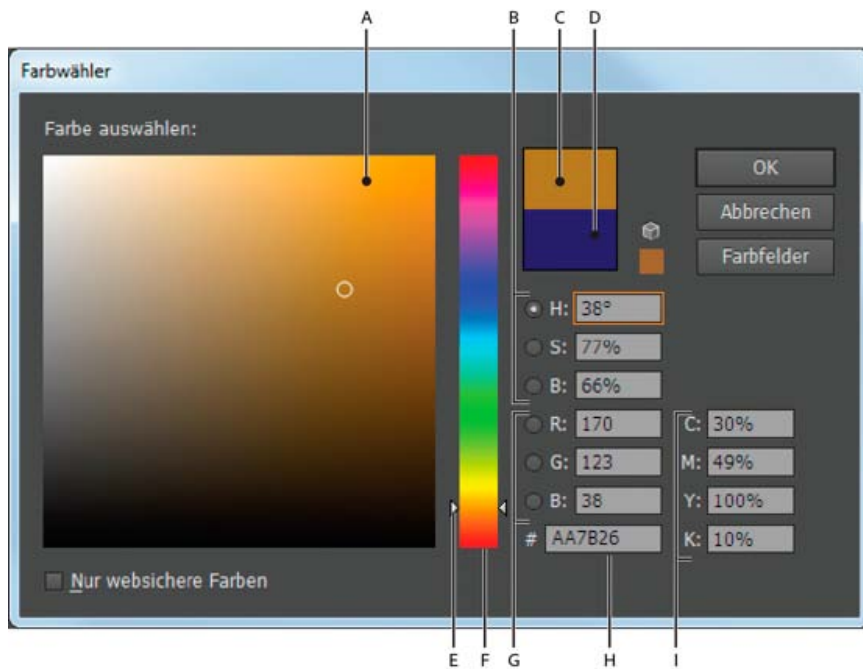 A B C D
Farbwähler
Farbe auswählen:
OK
Abbrechen
Farbfelder
H: 38°
S: 77%
B: 66%
R: 170 C: 30%
G: 123 M: 49%
B: 38 Y: 100%
# AA7B26 K: 10%
Nur websichere Farben
E F G H I